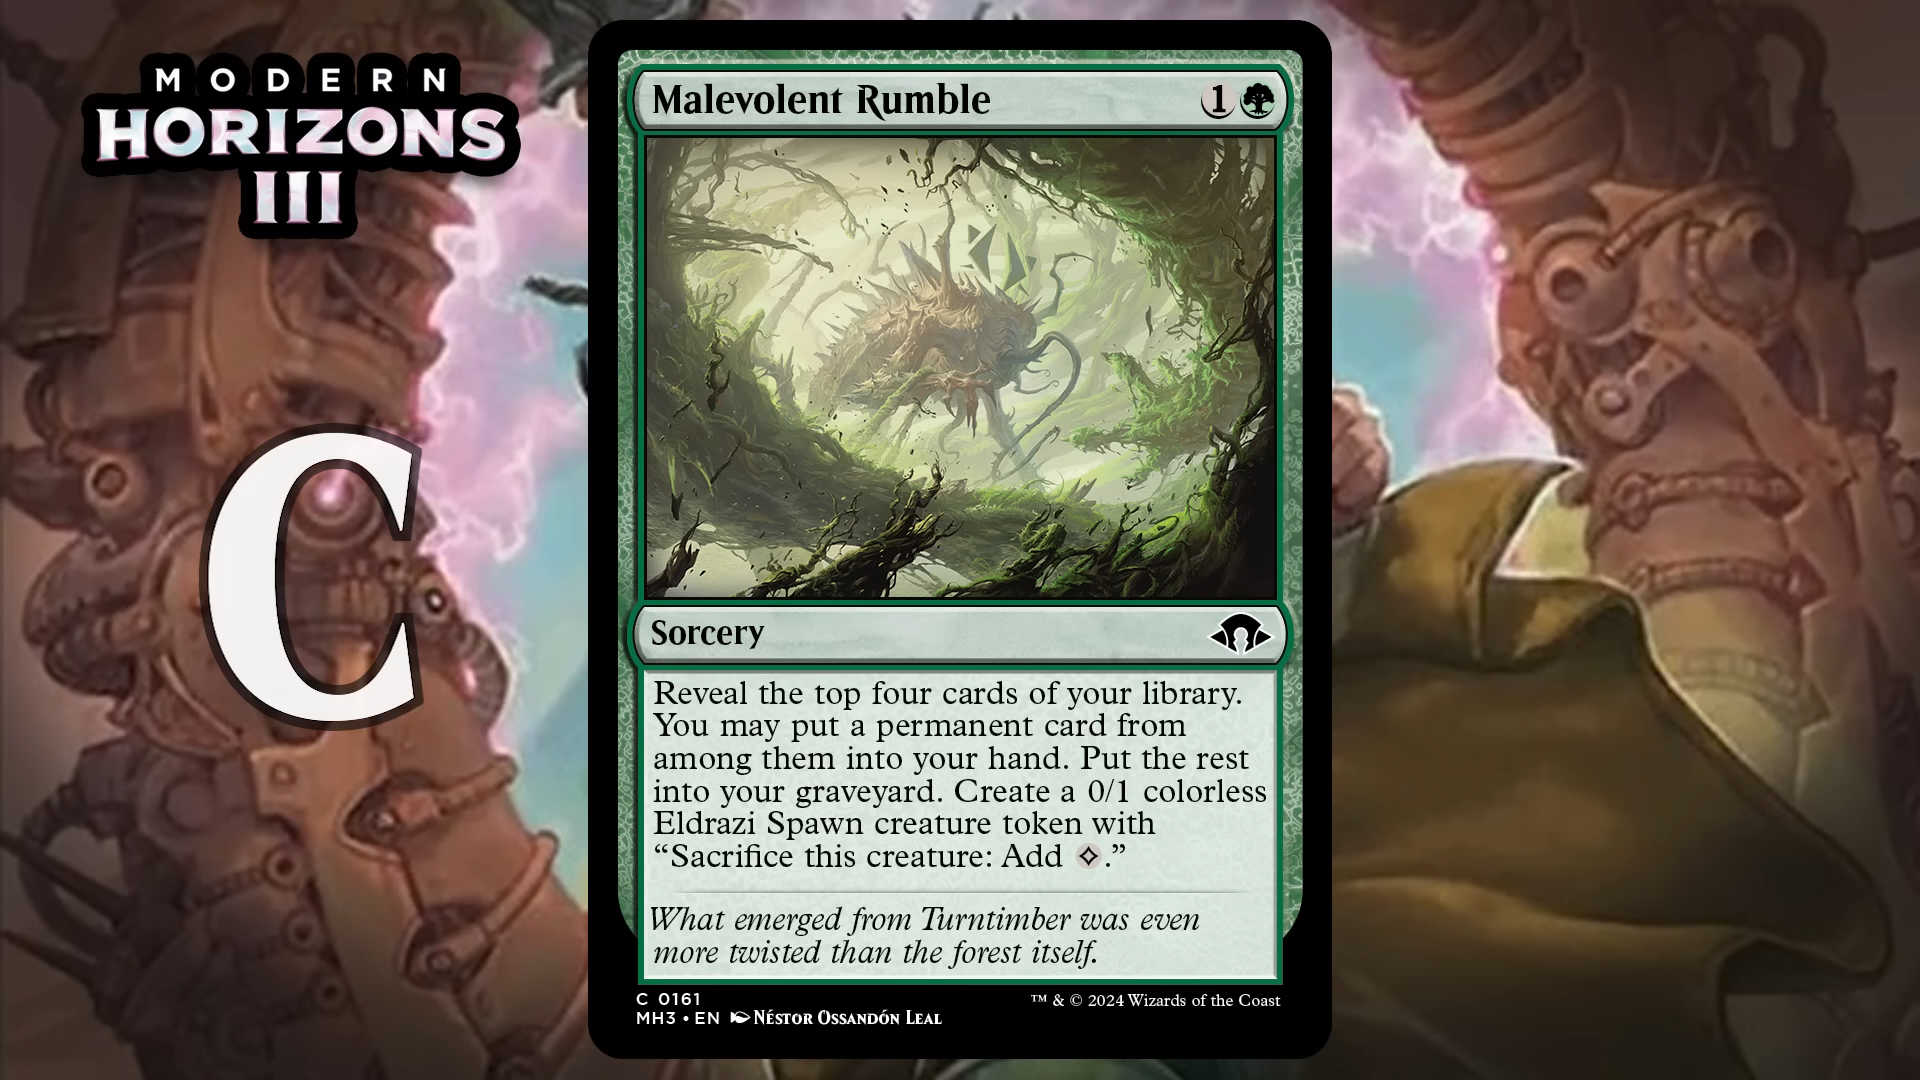 MODERN
HORIZONS
III
C
Malevolent Rumble
1
Sorcery
Reveal the top four cards of your library.
You may put a permanent card from
among them into your hand. Put the rest
into your graveyard. Create a 0/1 colorless
Eldrazi Spawn creature token with
“Sacrifice this creature: Add .”
What emerged from Turntimber was even
more twisted than the forest itself.
C 0161
MH3 • EN Néstor Ossandón Leal
™ & © 2024 Wizards of the Coast